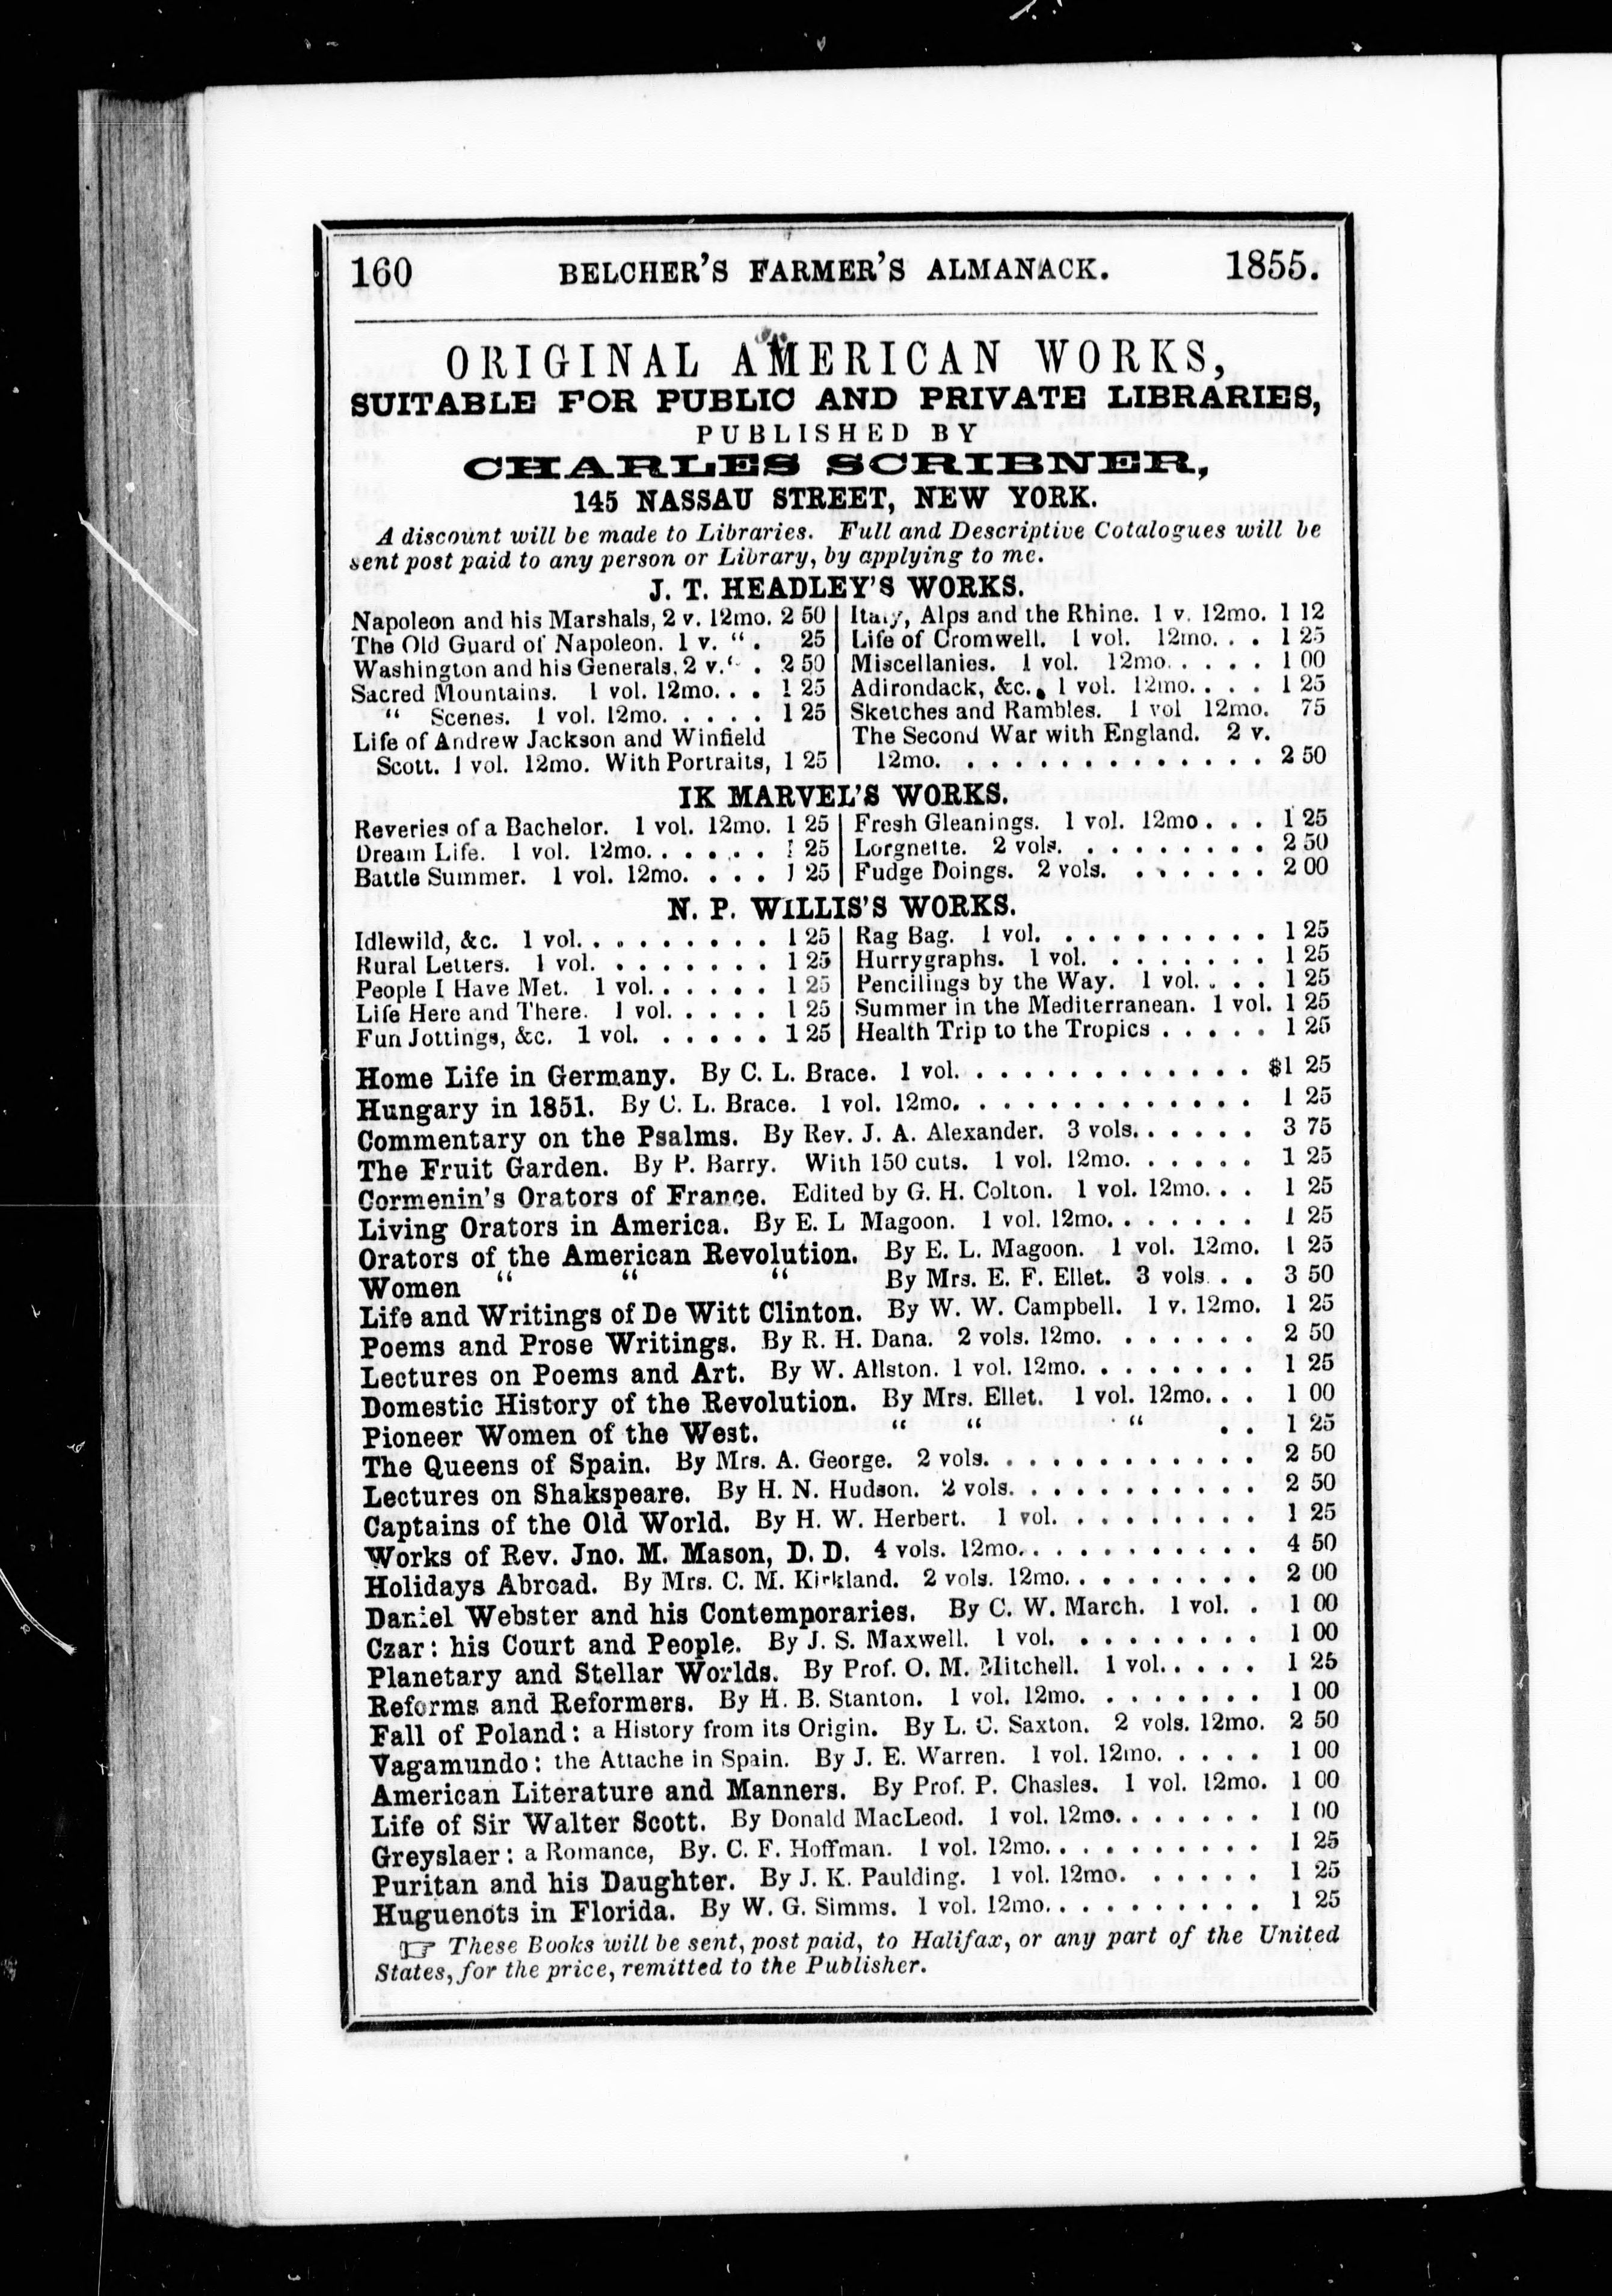 160 BELCHER'S FARMER'S ALMANACK. 1855.
ORIGINAL AMERICAN WORKS,
SUITABLE FOR PUBLIC AND PRIVATE LIBRARIES,
PUBLISHED BY
CHARLES SCRIBNER,
145 NASSAU STREET, NEW YORK.
A discount will be made to Libraries. Full and Descriptive Cotalogues will be
sent post paid to any person or Library, by applying to me.
J. T. HEADLEY'S WORKS.
Napoleon and his Marshals, 2 v. 12mo. 2 50
The Old Guard of Napoleon. 1 v. " . 25
Washington and his Generals. 2 v. " . 2 50
Sacred Mountains. 1 vol. 12mo. . . 1 25
" Scenes. 1 vol. 12mo. . . . . 1 25
Life of Andrew Jackson and Winfield
Scott. 1 vol. 12mo. With Portraits, 1 25
Italy, Alps and the Rhine. 1 v. 12mo. 1 12
Life of Cromwell. 1 vol. 12mo. . . 1 25
Miscellanies. 1 vol. 12mo. . . . . 1 00
Adirondack, &c. 1 vol. 12mo. . . . 1 25
Sketches and Rambles. 1 vol 12mo. 75
The Second War with England. 2 v.
12mo. . . . . . . . . . . . . . 2 50
IK MARVEL'S WORKS.
Reveries of a Bachelor. 1 vol. 12mo. 1 25
Dream Life. 1 vol. 12mo. . . . . . 1 25
Battle Summer. 1 vol. 12mo. . . . 1 25
Fresh Gleanings. 1 vol. 12mo . . . 1 25
Lorgnette. 2 vols. . . . . . . . . 2 50
Fudge Doings. 2 vols. . . . . . . 2 00
N. P. WILLIS'S WORKS.
Idlewild, &c. 1 vol. . . . . . . . . 1 25
Rural Letters. 1 vol. . . . . . . . 1 25
People I Have Met. 1 vol. . . . . . 1 25
Life Here and There. 1 vol. . . . . 1 25
Fun Jottings, &c. 1 vol. . . . . . 1 25
Rag Bag. 1 vol. . . . . . . . . . 1 25
Hurrygraphs. 1 vol. . . . . . . . 1 25
Pencilings by the Way. 1 vol. . . . 1 25
Summer in the Mediterranean. 1 vol. 1 25
Health Trip to the Tropics . . . . . 1 25
Home Life in Germany. By C. L. Brace. 1 vol. . . . . . . . . . . . . $1 25
Hungary in 1851. By C. L. Brace. 1 vol. 12mo. . . . . . . . . . . . . 1 25
Commentary on the Psalms. By Rev. J. A. Alexander. 3 vols. . . . . . 3 75
The Fruit Garden. By P. Barry. With 150 cuts. 1 vol. 12mo. . . . . . 1 25
Cormenin's Orators of France. Edited by G. H. Colton. 1 vol. 12mo. . . 1 25
Living Orators in America. By E. L Magoon. 1 vol. 12mo. . . . . . . 1 25
Orators of the American Revolution. By E. L. Magoon. 1 vol. 12mo. 1 25
Women " " " By Mrs. E. F. Ellet. 3 vols. . . 3 50
Life and Writings of De Witt Clinton. By W. W. Campbell. 1 v. 12mo. 1 25
Poems and Prose Writings. By R. H. Dana. 2 vols. 12mo. . . . . . . 2 50
Lectures on Poems and Art. By W. Allston. 1 vol. 12mo. . . . . . . . 1 25
Domestic History of the Revolution. By Mrs. Ellet. 1 vol. 12mo. . . 1 00
Pioneer Women of the West. " " " . . 1 25
The Queens of Spain. By Mrs. A. George. 2 vols. . . . . . . . . . . . 2 50
Lectures on Shakspeare. By H. N. Hudson. 2 vols. . . . . . . . . . . 2 50
Captains of the Old World. By H. W. Herbert. 1 vol. . . . . . . . . 1 25
Works of Rev. Jno. M. Mason, D. D. 4 vols. 12mo. . . . . . . . . . . 4 50
Holidays Abroad. By Mrs. C. M. Kirkland. 2 vols. 12mo. . . . . . . . 2 00
Daniel Webster and his Contemporaries. By C. W. March. 1 vol. . 1 00
Czar: his Court and People. By J. S. Maxwell. 1 vol. . . . . . . . . 1 00
Planetary and Stellar Worlds. By Prof. O. M. Mitchell. 1 vol. . . . . 1 25
Reforms and Reformers. By H. B. Stanton. 1 vol. 12mo. . . . . . . . 1 00
Fall of Poland: a History from its Origin. By L. C. Saxton. 2 vols. 12mo. 2 50
Vagamundo: the Attache in Spain. By J. E. Warren. 1 vol. 12mo. . . . . 1 00
American Literature and Manners. By Prof. P. Chasles. 1 vol. 12mo. 1 00
Life of Sir Walter Scott. By Donald MacLeod. 1 vol. 12mo. . . . . . . 1 00
Greyslaer: a Romance, By. C. F. Hoffman. 1 vol. 12mo. . . . . . . . . 1 25
Puritan and his Daughter. By J. K. Paulding. 1 vol. 12mo. . . . . . 1 25
Huguenots in Florida. By W. G. Simms. 1 vol. 12mo. . . . . . . . . . 1 25
☞ These Books will be sent, post paid, to Halifax, or any part of the United
States, for the price, remitted to the Publisher.